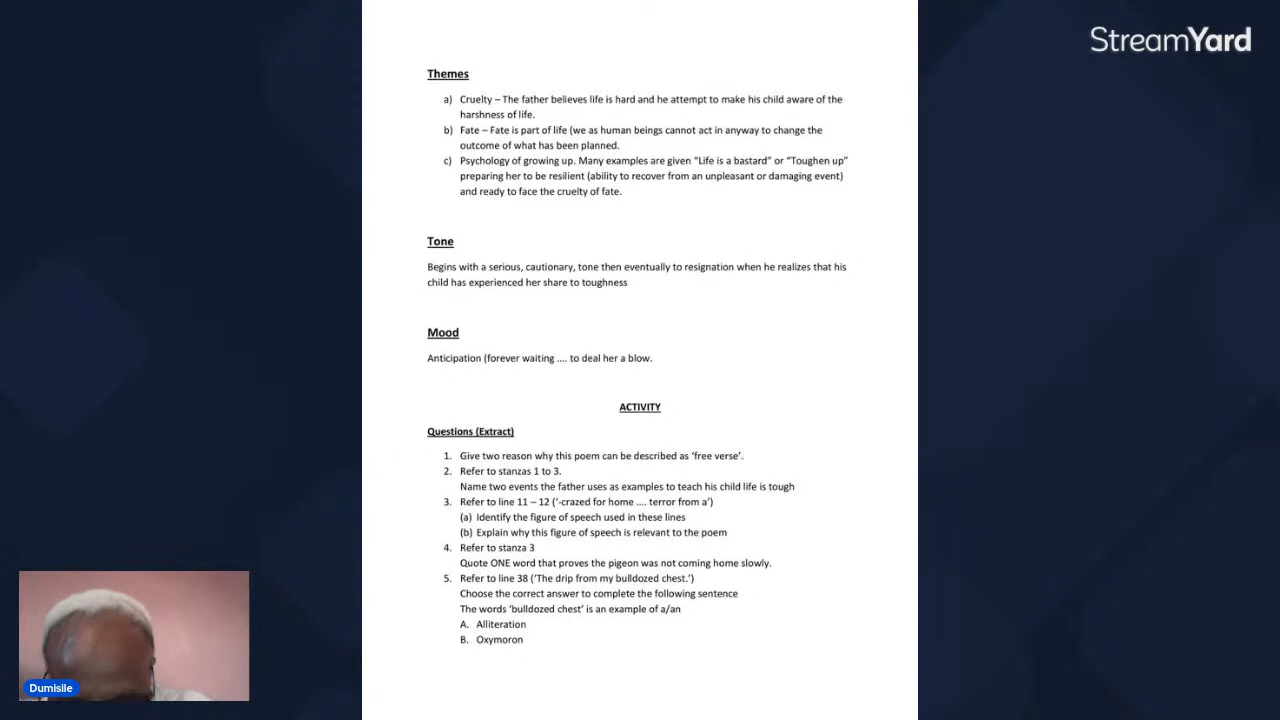 StreamYard
Themes
a) Cruelty – The father believes life is hard and he attempt to make his child aware of the
harshness of life.
b) Fate – Fate is part of life (we as human beings cannot act in anyway to change the
outcome of what has been planned.
c) Psychology of growing up. Many examples are given “Life is a bastard” or “Toughen up”
preparing her to be resilient (ability to recover from an unpleasant or damaging event)
and ready to face the cruelty of fate.
Tone
Begins with a serious, cautionary, tone then eventually to resignation when he realizes that his
child has experienced her share to toughness
Mood
Anticipation (forever waiting .... to deal her a blow.
ACTIVITY
Questions (Extract)
1. Give two reason why this poem can be described as ‘free verse’.
2. Refer to stanzas 1 to 3.
Name two events the father uses as examples to teach his child life is tough
3. Refer to line 11 – 12 (‘-crazed for home .... terror from a’)
(a) Identify the figure of speech used in these lines
(b) Explain why this figure of speech is relevant to the poem
4. Refer to stanza 3
Quote ONE word that proves the pigeon was not coming home slowly.
5. Refer to line 38 (‘The drip from my bulldozed chest.’)
Choose the correct answer to complete the following sentence
The words ‘bulldozed chest’ is an example of a/an
A. Alliteration
B. Oxymoron
Dumisile